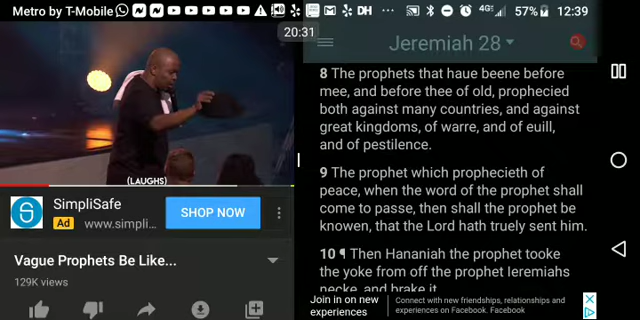 Metro by T-Mobile
DH ... 4G 57% 12:39
20:31
(LAUGHS)
SimpliSafe
Ad www.simpli...
SHOP NOW
Vague Prophets Be Like...
129K views
Jeremiah 28
8 The prophets that haue beene before
mee, and before thee of old, prophecied
both against many countries, and against
great kingdoms, of warre, and of euill,
and of pestilence.
9 The prophet which prophecieth of
peace, when the word of the prophet shall
come to passe, then shall the prophet be
knowen, that the Lord hath truely sent him.
10 ¶ Then Hananiah the prophet tooke
the yoke from off the prophet Ieremiahs
necke, and brake it.
Join in on new
experiences
Connect with new friendships, relationships and
experiences on Facebook. Facebook